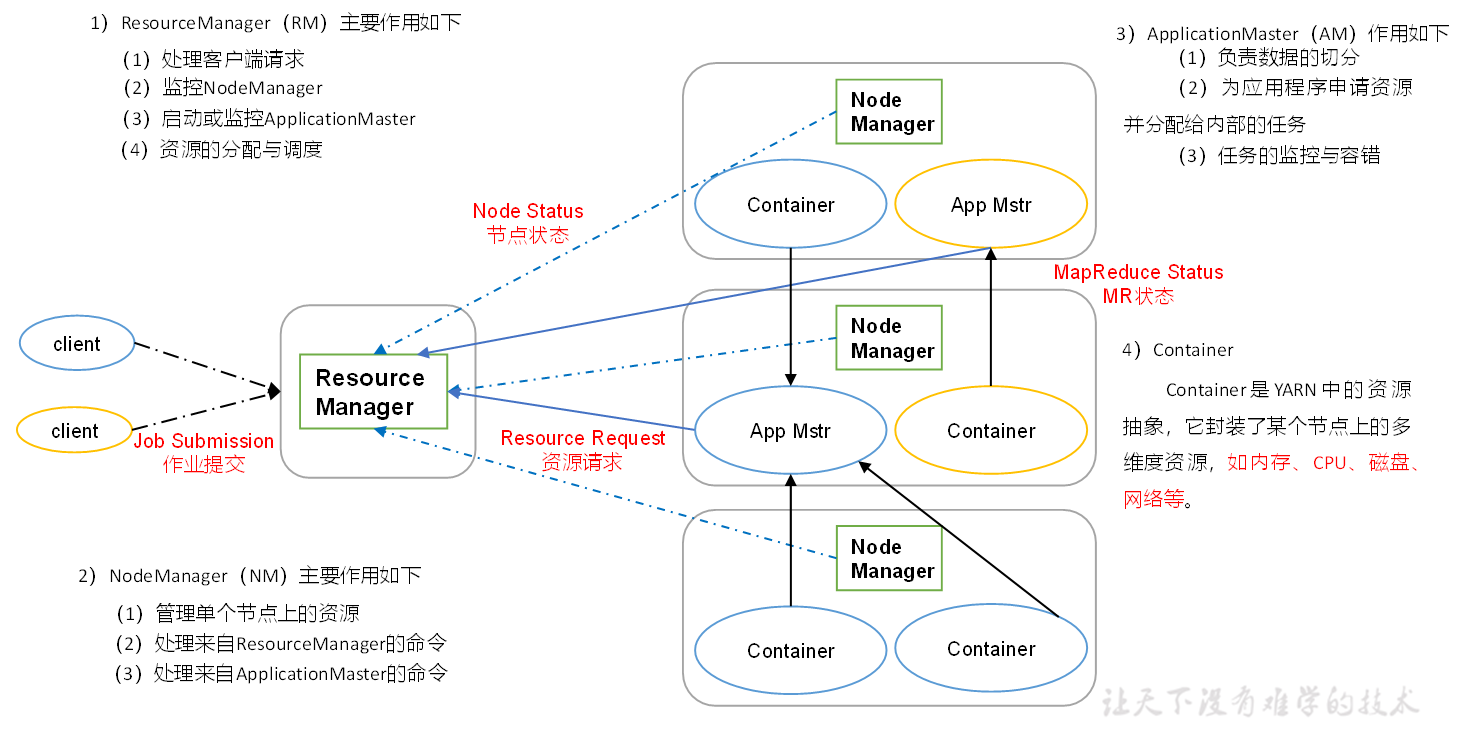 1）ResourceManager（RM）主要作用如下
（1）处理客户端请求
（2）监控NodeManager
（3）启动或监控ApplicationMaster
（4）资源的分配与调度
3）ApplicationMaster（AM）作用如下
（1）负责数据的切分
（2）为应用程序申请资源
并分配给内部的任务
（3）任务的监控与容错
Node
Manager
Container
App Mstr
Node Status
节点状态
MapReduce Status
MR状态
client
client
Job Submission
作业提交
Resource
Manager
Resource Request
资源请求
Node
Manager
App Mstr
Container
4）Container
Container是YARN中的资源
抽象，它封装了某个节点上的多
维度资源，如内存、CPU、磁盘、
网络等。
Node
Manager
Container
Container
2）NodeManager（NM）主要作用如下
（1）管理单个节点上的资源
（2）处理来自ResourceManager的命令
（3）处理来自ApplicationMaster的命令
让天下没有难学的技术